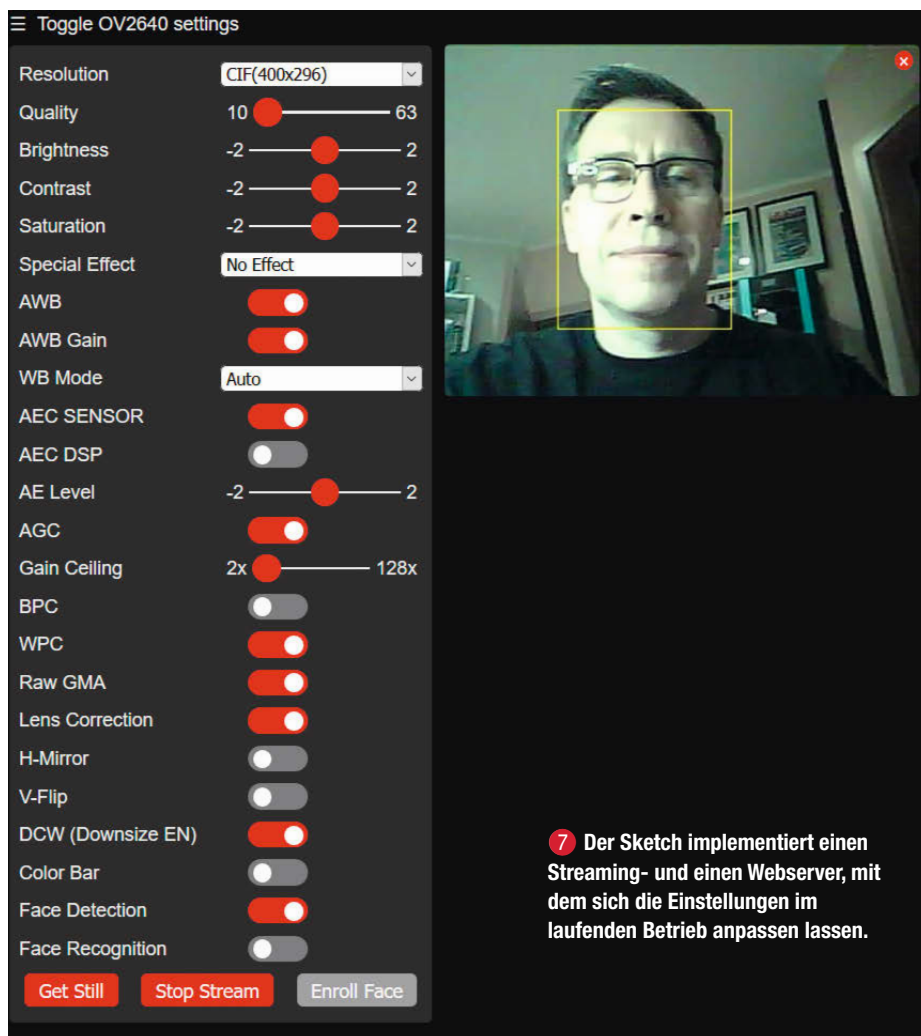 ☰ Toggle OV2640 settings
Resolution CIF(400x296)
Quality 10 63
Brightness -2 2
Contrast -2 2
Saturation -2 2
Special Effect No Effect
AWB
AWB Gain
WB Mode Auto
AEC SENSOR
AEC DSP
AE Level -2 2
AGC
Gain Ceiling 2x 128x
BPC
WPC
Raw GMA
Lens Correction
H-Mirror
V-Flip
DCW (Downsize EN)
Color Bar
Face Detection
Face Recognition
Get Still Stop Stream Enroll Face
7 Der Sketch implementiert einen
Streaming- und einen Webserver, mit
dem sich die Einstellungen im
laufenden Betrieb anpassen lassen.